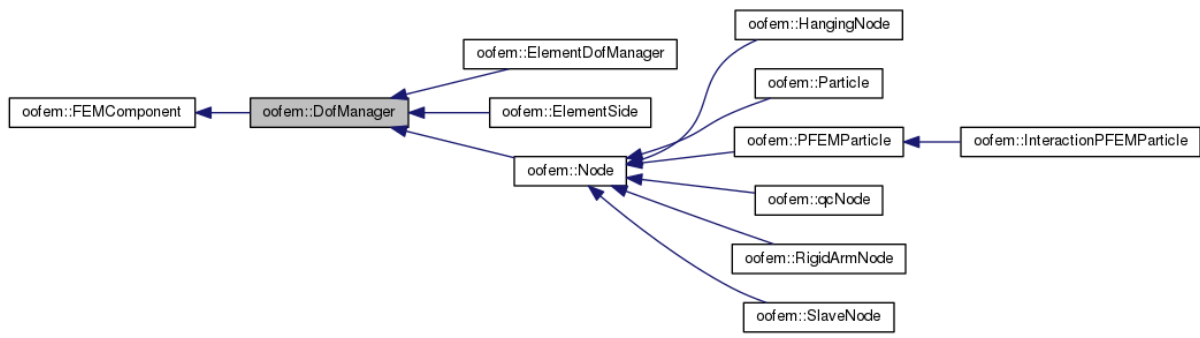 oofem::FEMComponent
oofem::DofManager
oofem::ElementDofManager
oofem::ElementSide
oofem::Node
oofem::HangingNode
oofem::Particle
oofem::PFEMParticle
oofem::InteractionPFEMParticle
oofem::qcNode
oofem::RigidArmNode
oofem::SlaveNode